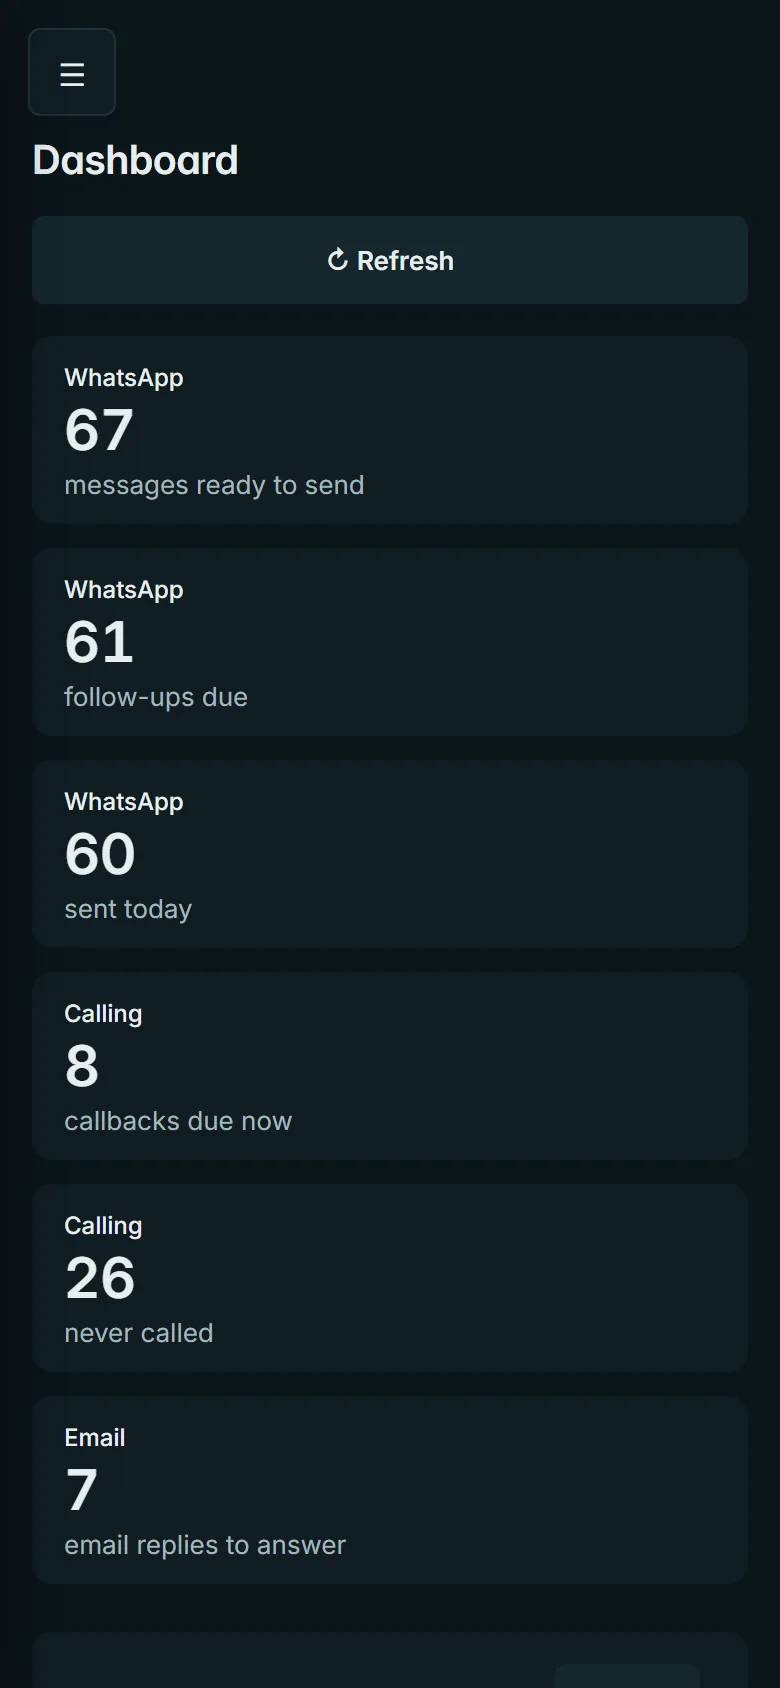 ☰
Dashboard
↻ Refresh
WhatsApp
67
messages ready to send
WhatsApp
61
follow-ups due
WhatsApp
60
sent today
Calling
8
callbacks due now
Calling
26
never called
Email
7
email replies to answer